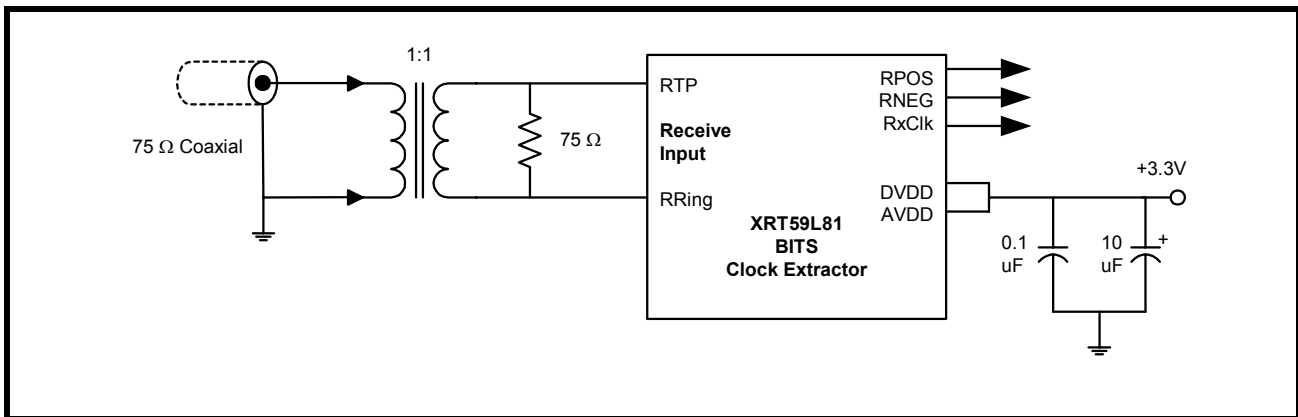 1:1
75 Ω Coaxial
75 Ω
RTP
Receive
Input
RRing
XRT59L81
BITS
Clock Extractor
RPOS
RNEG
RxClk
DVDD
AVDD
+3.3V
0.1
uF
10
uF
+